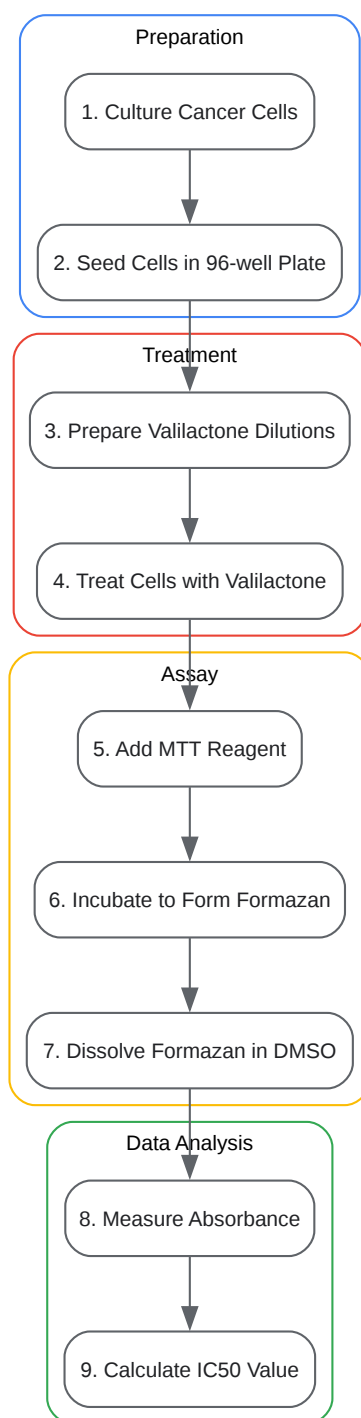 Preparation
1. Culture Cancer Cells
2. Seed Cells in 96-well Plate
Treatment
3. Prepare Valilactone Dilutions
4. Treat Cells with Valilactone
Assay
5. Add MTT Reagent
6. Incubate to Form Formazan
7. Dissolve Formazan in DMSO
Data Analysis
8. Measure Absorbance
9. Calculate IC50 Value